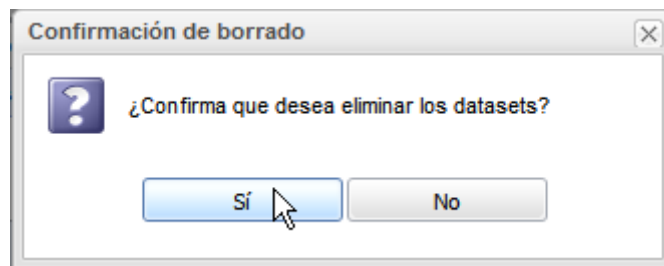 Confirmación de borrado
¿Confirma que desea eliminar los datasets?
Sí
No